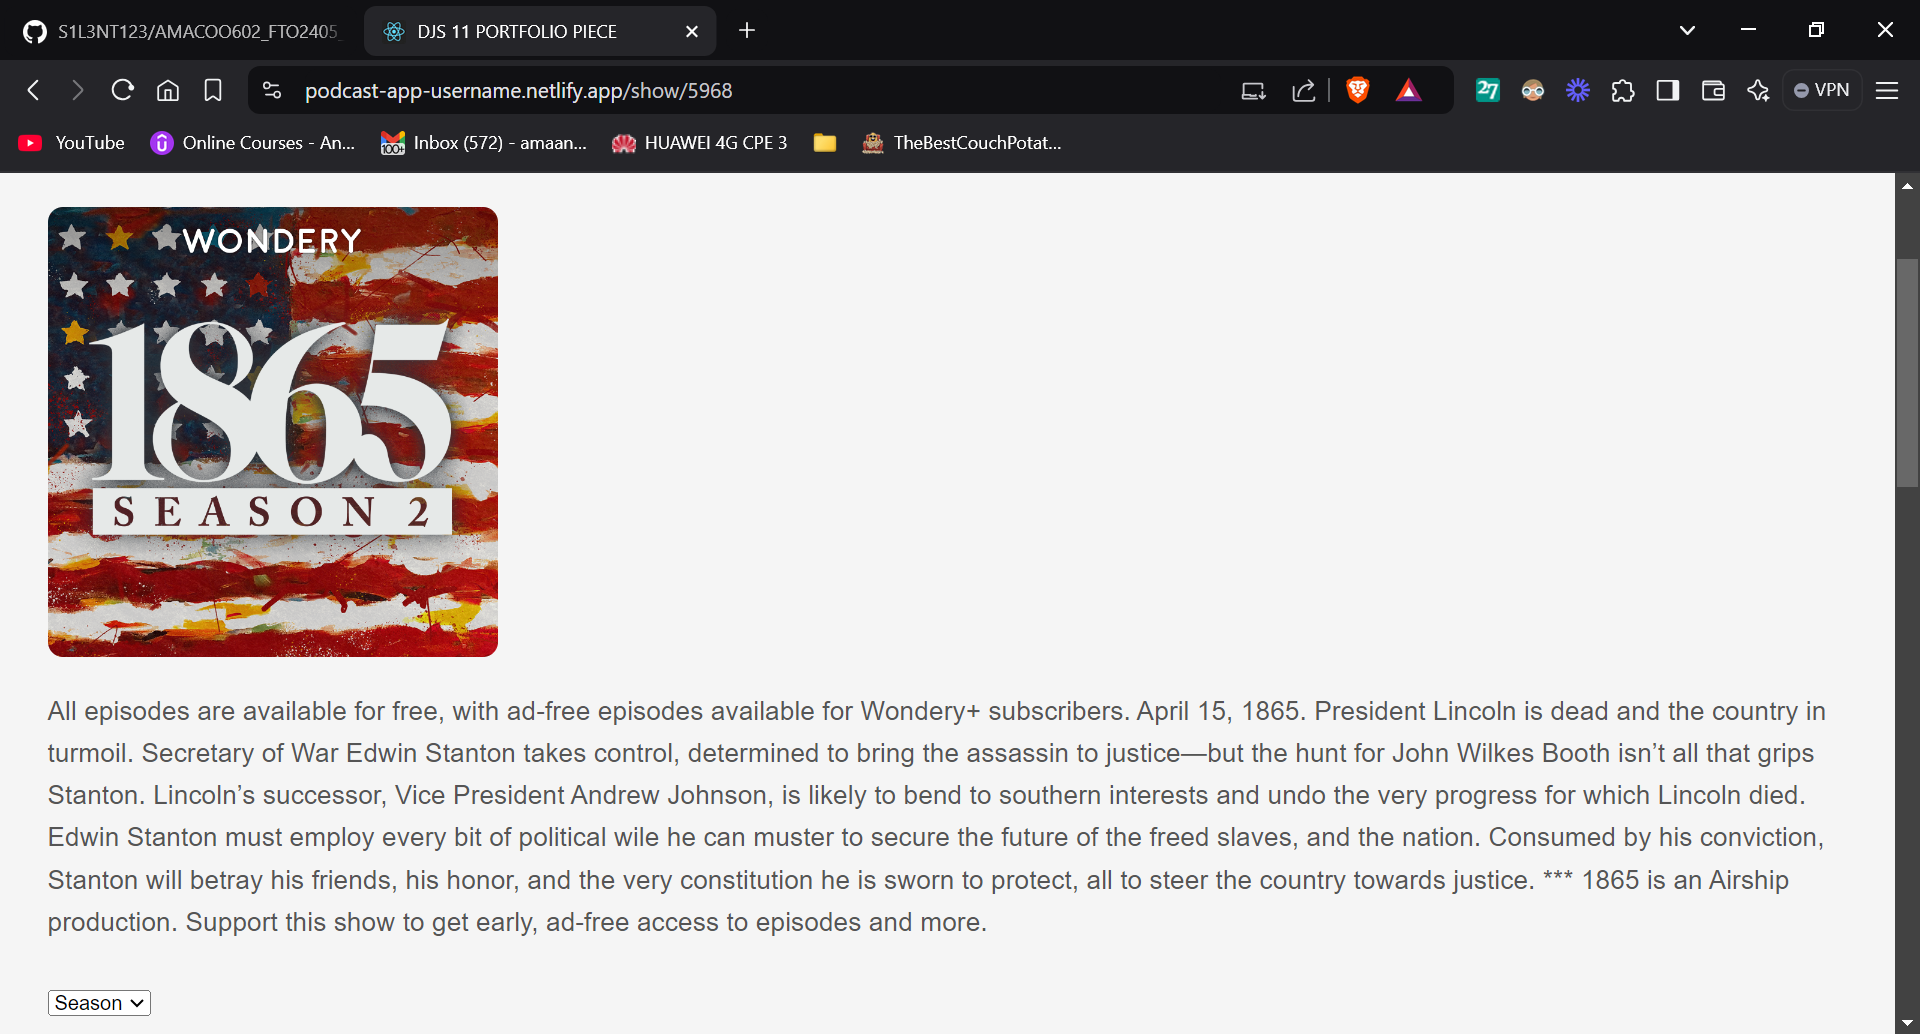 S1L3NT123/AMACOO602_FTO2405_
DJS 11 PORTFOLIO PIECE
podcast-app-username.netlify.app/show/5968
27
VPN
YouTube
Online Courses - An...
100+
Inbox (572) - amaan...
HUAWEI 4G CPE 3
TheBestCouchPotat...
WONDERY
1865
SEASON 2
All episodes are available for free, with ad-free episodes available for Wondery+ subscribers. April 15, 1865. President Lincoln is dead and the country in
turmoil. Secretary of War Edwin Stanton takes control, determined to bring the assassin to justice—but the hunt for John Wilkes Booth isn’t all that grips
Stanton. Lincoln’s successor, Vice President Andrew Johnson, is likely to bend to southern interests and undo the very progress for which Lincoln died.
Edwin Stanton must employ every bit of political wile he can muster to secure the future of the freed slaves, and the nation. Consumed by his conviction,
Stanton will betray his friends, his honor, and the very constitution he is sworn to protect, all to steer the country towards justice. *** 1865 is an Airship
production. Support this show to get early, ad-free access to episodes and more.
Season